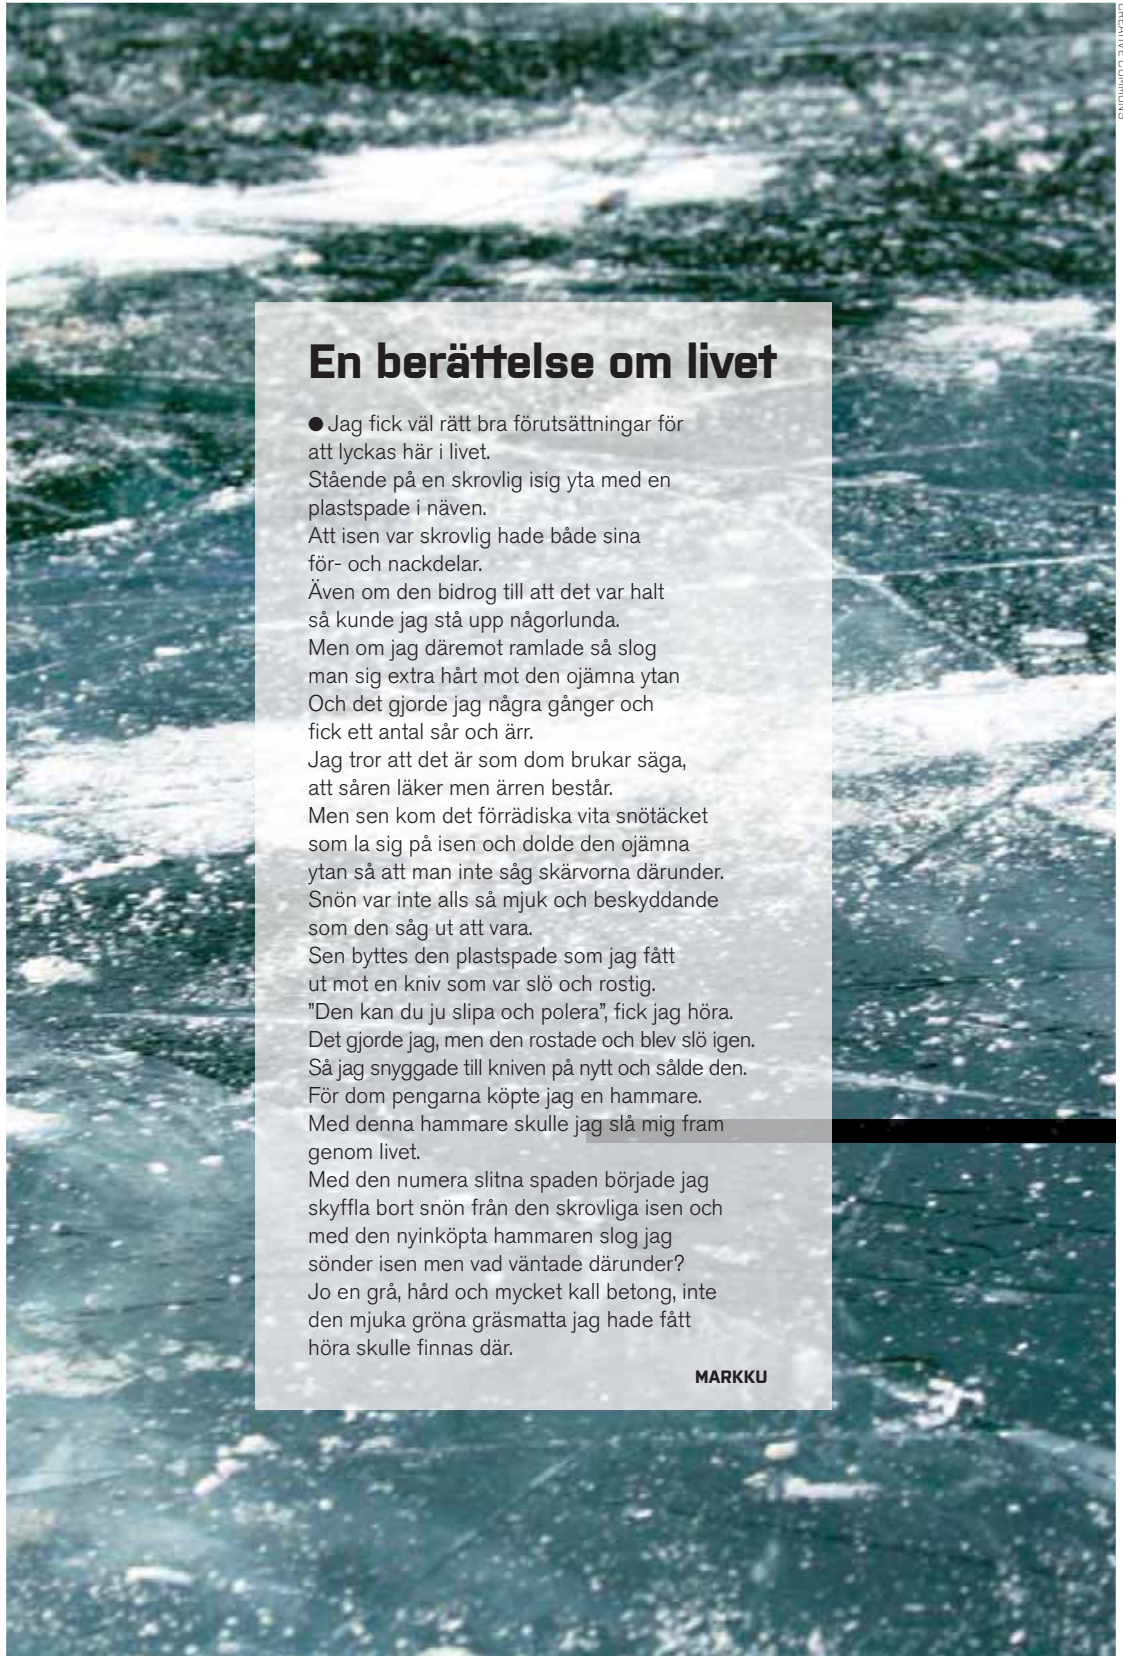 CREATIVE COMMONS
En berättelse om livet
● Jag fick väl rätt bra förutsättningar för
att lyckas här i livet.
Stående på en skrovlig isig yta med en
plastspade i näven.
Att isen var skrovlig hade både sina
för- och nackdelar.
Även om den bidrog till att det var halt
så kunde jag stå upp någorlunda.
Men om jag däremot ramlade så slog
man sig extra hårt mot den ojämna ytan
Och det gjorde jag några gånger och
fick ett antal sår och ärr.
Jag tror att det är som dom brukar säga,
att såren läker men ärren består.
Men sen kom det förrädiska vita snötäcket
som la sig på isen och dolde den ojämna
ytan så att man inte såg skärvorna därunder.
Snön var inte alls så mjuk och beskyddande
som den såg ut att vara.
Sen byttes den plastspade som jag fått
ut mot en kniv som var slö och rostig.
”Den kan du ju slipa och polera”, fick jag höra.
Det gjorde jag, men den rostade och blev slö igen.
Så jag snyggade till kniven på nytt och sålde den.
För dom pengarna köpte jag en hammare.
Med denna hammare skulle jag slå mig fram
genom livet.
Med den numera slitna spaden började jag
skyffla bort snön från den skrovliga isen och
med den nyinköpta hammaren slog jag
sönder isen men vad väntade därunder?
Jo en grå, hård och mycket kall betong, inte
den mjuka gröna gräsmatta jag hade fått
höra skulle finnas där.
MARKKU